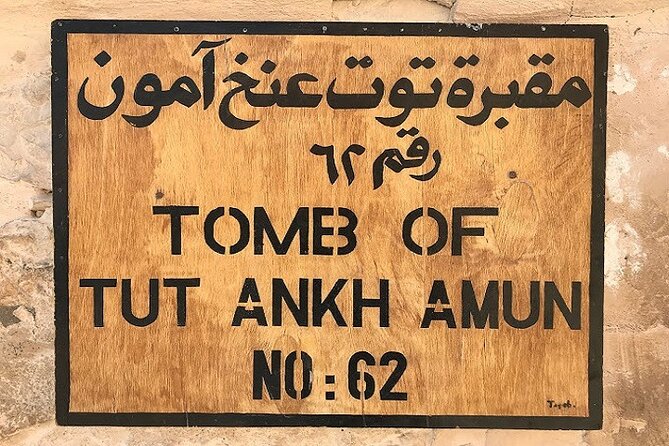 مقبرة توت عنخ آمون
رقم ٦٢
TOMB OF
TUT ANKH AMUN
NO: 62